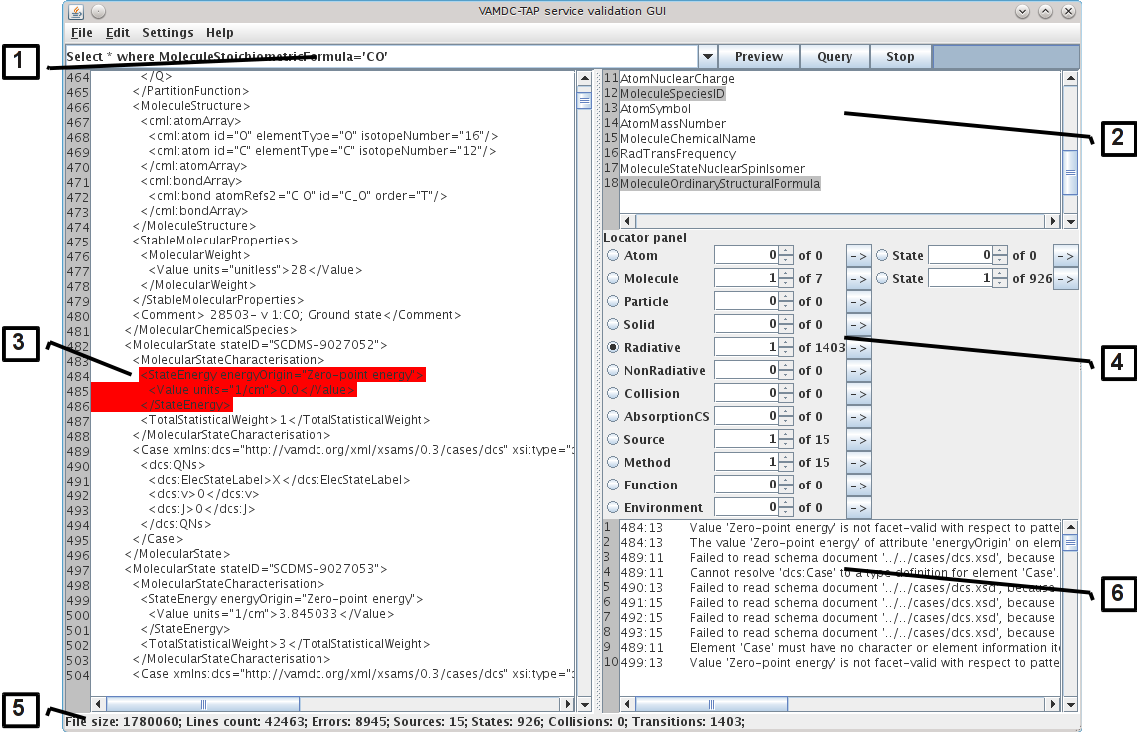 VAMDC-TAP service validation GUI
File Edit Settings Help
1
Select * where MoleculeStoichiometricFormula='CO'
Preview Query Stop
464 </Q>
465 </PartitionFunction>
466 <MoleculeStructure>
467 <cml:atomArray>
468 <cml:atom id="O" elementType="O" isotopeNumber="16"/>
469 <cml:atom id="C" elementType="C" isotopeNumber="12"/>
470 </cml:atomArray>
471 <cml:bondArray>
472 <cml:bond atomRefs2="C O" id="C_O" order="T"/>
473 </cml:bondArray>
474 </MoleculeStructure>
475 <StableMolecularProperties>
476 <MolecularWeight>
477 <Value units="unitless">28</Value>
478 </MolecularWeight>
479 </StableMolecularProperties>
480 <Comment> 28503- v 1:CO; Ground state</Comment>
481 </MolecularChemicalSpecies>
482 <MolecularState stateID="SCDMS-9027052">
483 <MolecularStateCharacterisation>
484 <StateEnergy energyOrigin="Zero-point energy">
485 <Value units="1/cm">0.0</Value>
486 </StateEnergy>
487 <TotalStatisticalWeight>1</TotalStatisticalWeight>
488 </MolecularStateCharacterisation>
489 <Case xmlns:dcs="http://vamdc.org/xml/xsams/0.3/cases/dcs" xsi:type=":
490 <dcs:QNs>
491 <dcs:ElecStateLabel>X</dcs:ElecStateLabel>
492 <dcs:v>0</dcs:v>
493 <dcs:J>0</dcs:J>
494 </dcs:QNs>
495 </Case>
496 </MolecularState>
497 <MolecularState stateID="SCDMS-9027053">
498 <MolecularStateCharacterisation>
499 <StateEnergy energyOrigin="Zero-point energy">
500 <Value units="1/cm">3.845033</Value>
501 </StateEnergy>
502 <TotalStatisticalWeight>3</TotalStatisticalWeight>
503 </MolecularStateCharacterisation>
504 <Case xmlns:dcs="http://vamdc.org/xml/xsams/0.3/cases/dcs" xsi:type=":
3
11 AtomNuclearCharge
12 MoleculeSpeciesID
13 AtomSymbol
14 AtomMassNumber
15 MoleculeChemicalName
16 RadTransFrequency
17 MoleculeStateNuclearSpinIsomer
18 MoleculeOrdinaryStructuralFormula
2
Locator panel
Atom 0 of 0 -> State 0 of 0 ->
Molecule 1 of 7 -> State 1 of 926 ->
Particle 0 of 0 ->
Solid 0 of 0 ->
Radiative 1 of 1403 ->
NonRadiative 0 of 0 ->
Collision 0 of 0 ->
AbsorptionCS 0 of 0 ->
Source 1 of 15 ->
Method 1 of 15 ->
Function 0 of 0 ->
Environment 0 of 0 ->
4
1 484:13 Value 'Zero-point energy' is not facet-valid with respect to patte
2 484:13 The value 'Zero-point energy' of attribute 'energyOrigin' on elem
3 489:11 Failed to read schema document '../../cases/dcs.xsd', because
4 489:11 Cannot resolve 'dcs:Case' to a type definition for element 'Case'.
5 490:13 Failed to read schema document '../../cases/dcs.xsd', because
6 491:15 Failed to read schema document '../../cases/dcs.xsd', because
7 492:15 Failed to read schema document '../../cases/dcs.xsd', because
8 493:15 Failed to read schema document '../../cases/dcs.xsd', because
9 489:11 Element 'Case' must have no character or element information it
10 499:13 Value 'Zero-point energy' is not facet-valid with respect to patte
6
5
File size: 1780060; Lines count: 42463; Errors: 8945; Sources: 15; States: 926; Collisions: 0; Transitions: 1403;